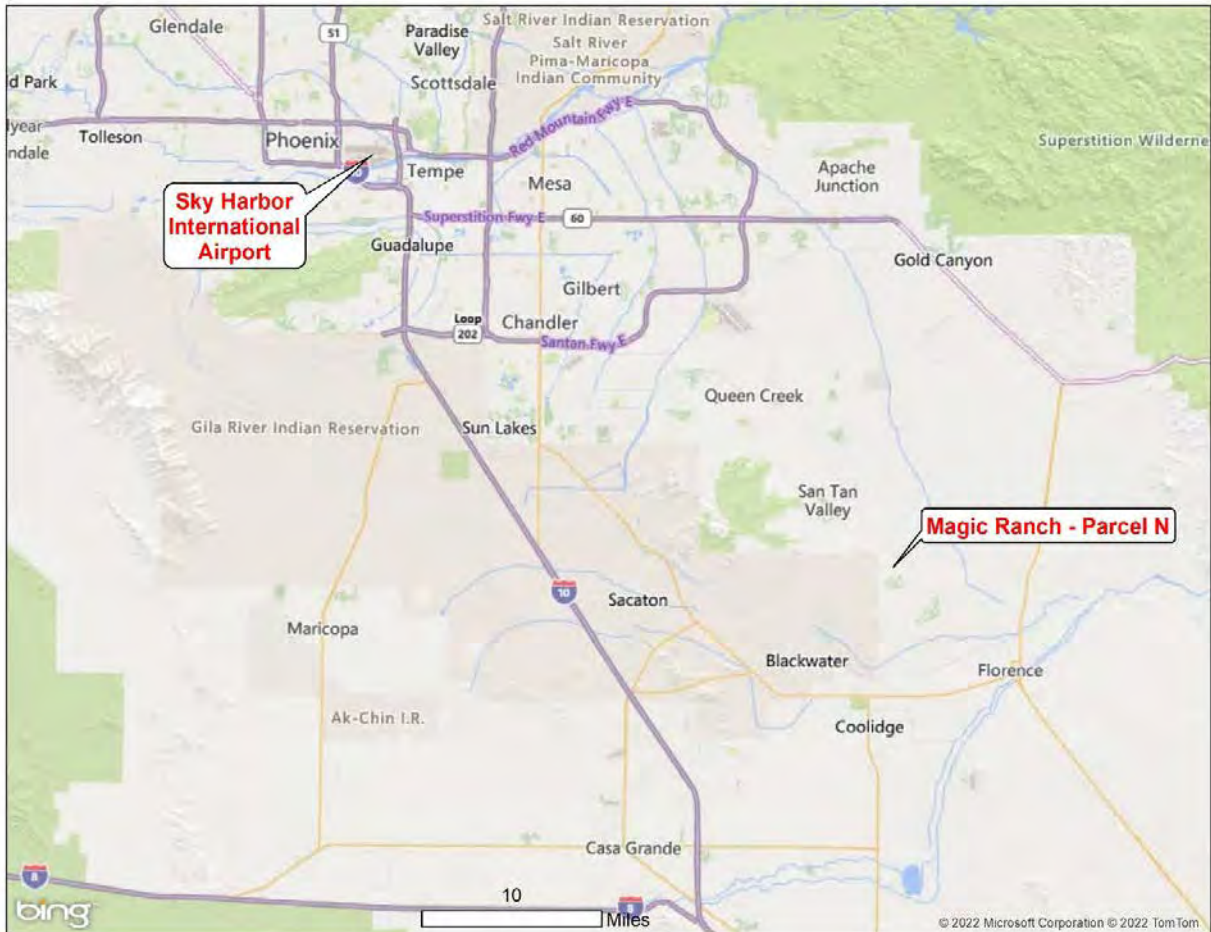 Glendale
51
Paradise
Valley
Salt River Indian Reservation
Salt River
Pima-Maricopa
Indian Community
Scottsdale
d Park
lyear
ndale
Tolleson
Phoenix
Red Mountain Fwy E
Superstition Wilderne
Tempe
Mesa
Apache
Junction
Sky Harbor
International
Airport
Superstition Fwy E
60
Guadalupe
Gold Canyon
Gilbert
Loop
202
Chandler
Santan Fwy E
Queen Creek
Gila River Indian Reservation
Sun Lakes
San Tan
Valley
Magic Ranch - Parcel N
10
Sacaton
Maricopa
Blackwater
Florence
Ak-Chin I.R.
Coolidge
Casa Grande
8
bing
10
Miles
8
© 2022 Microsoft Corporation © 2022 TomTom